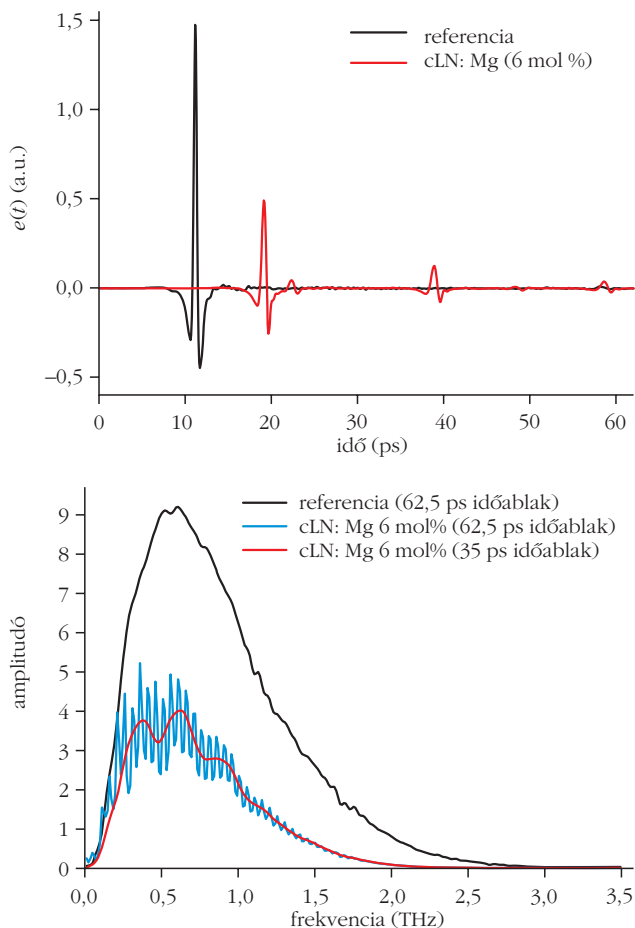 1,5
1,0
0,5
0,0
–0,5
e(t) (a.u.)
referencia
cLN: Mg (6 mol %)
0 10 20 30 40 50 60
idő (ps)
9
8
7
6
5
4
3
2
1
0
amplitudó
referencia (62,5 ps időablak)
cLN: Mg 6 mol% (62,5 ps időablak)
cLN: Mg 6 mol% (35 ps időablak)
0,0 0,5 1,0 1,5 2,0 2,5 3,0 3,5
frekvencia (THz)